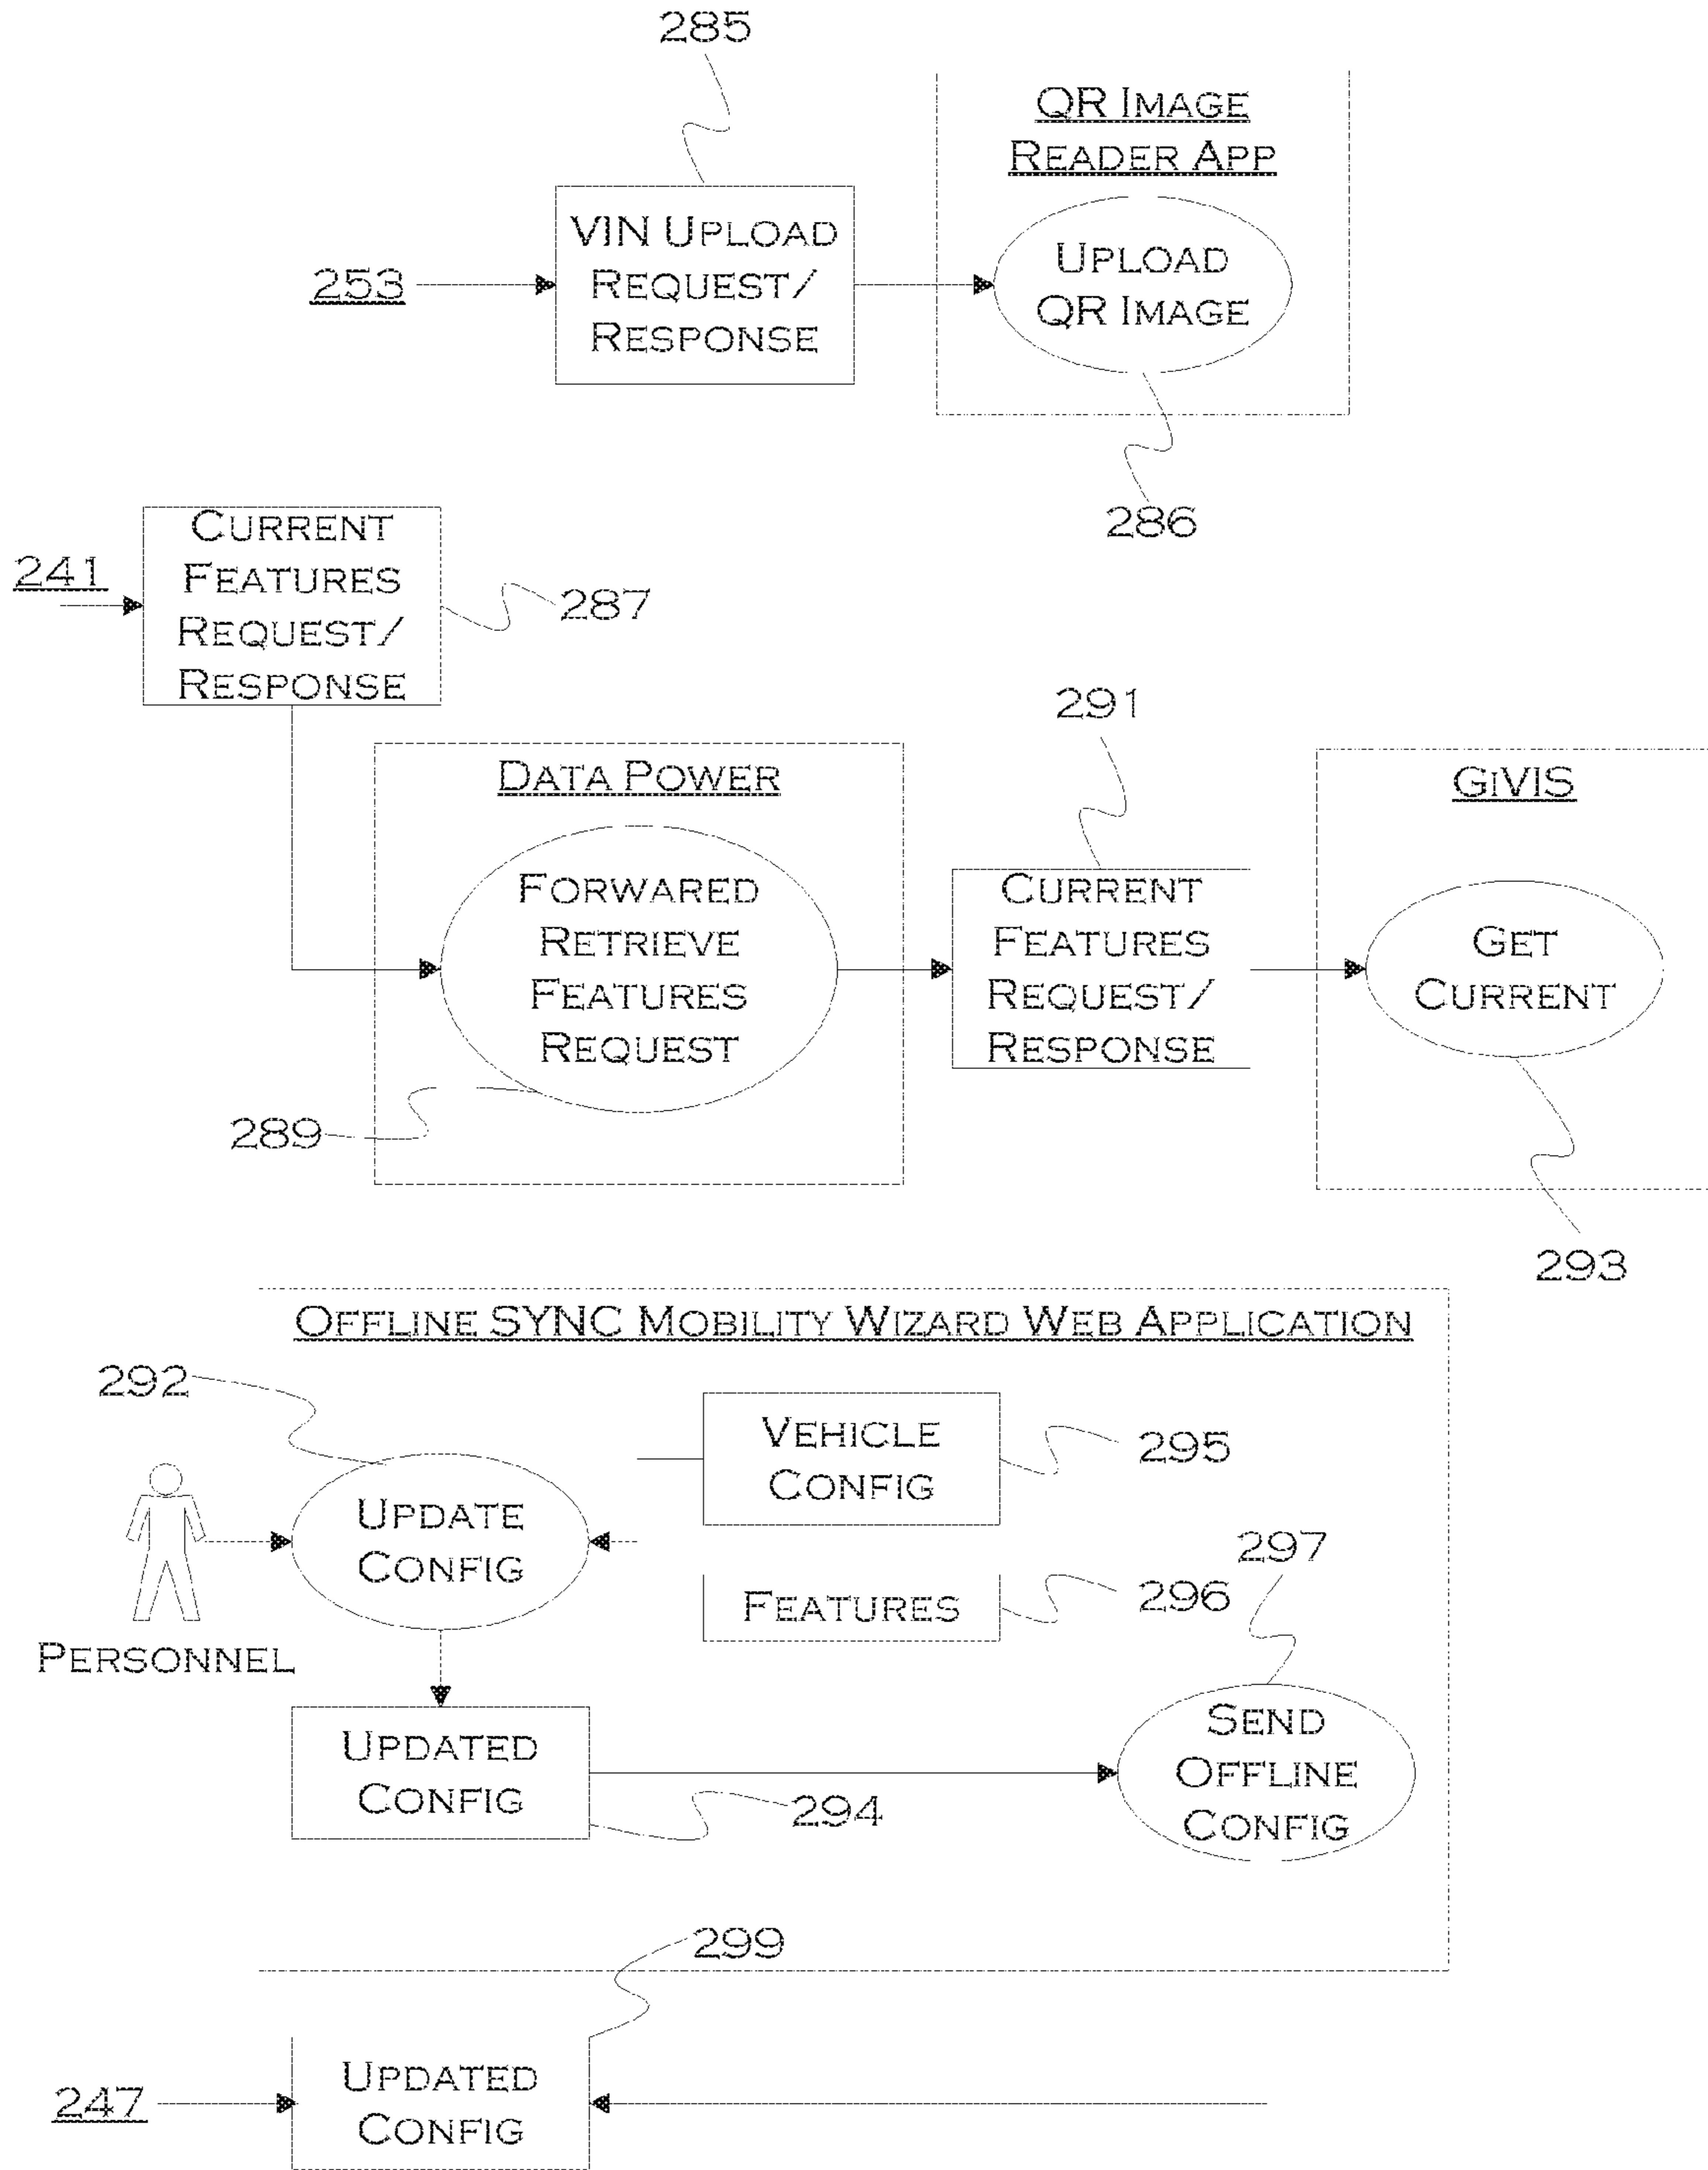 285
QR IMAGE
READER APP
VIN UPLOAD
REQUEST/
RESPONSE
253
UPLOAD
QR IMAGE
286
CURRENT
FEATURES
REQUEST/
RESPONSE
241
287
291
DATA POWER
GIVIS
FORWARED
RETRIEVE
FEATURES
REQUEST
CURRENT
FEATURES
REQUEST/
RESPONSE
GET
CURRENT
289
293
OFFLINE SYNC MOBILITY WIZARD WEB APPLICATION
292
VEHICLE
CONFIG
295
UPDATE
CONFIG
297
FEATURES
296
PERSONNEL
UPDATED
CONFIG
SEND
OFFLINE
CONFIG
294
299
UPDATED
CONFIG
247